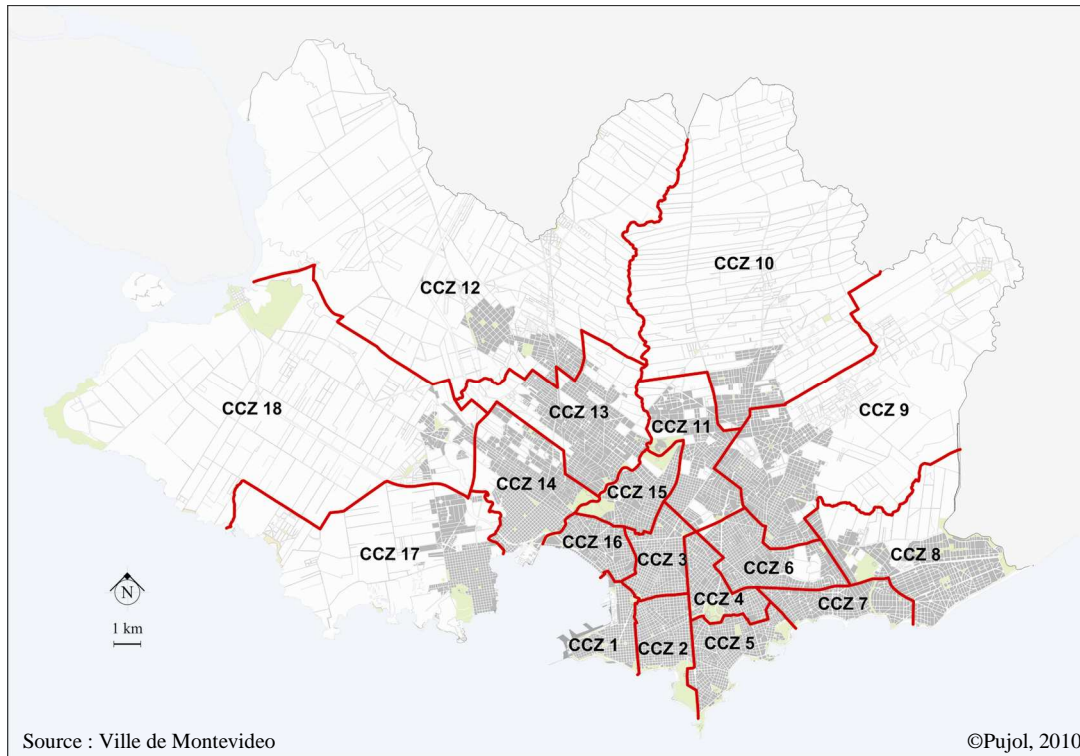 CCZ 10
CCZ 12
CCZ 18
CCZ 13
CCZ 9
CCZ 11
CCZ 14
CCZ 15
CCZ 16
CCZ 3
CCZ 17
CCZ 6
CCZ 8
CCZ 4
CCZ 7
CCZ 1
CCZ 2
CCZ 5
N
1 km
Source : Ville de Montevideo
©Pujol, 2010